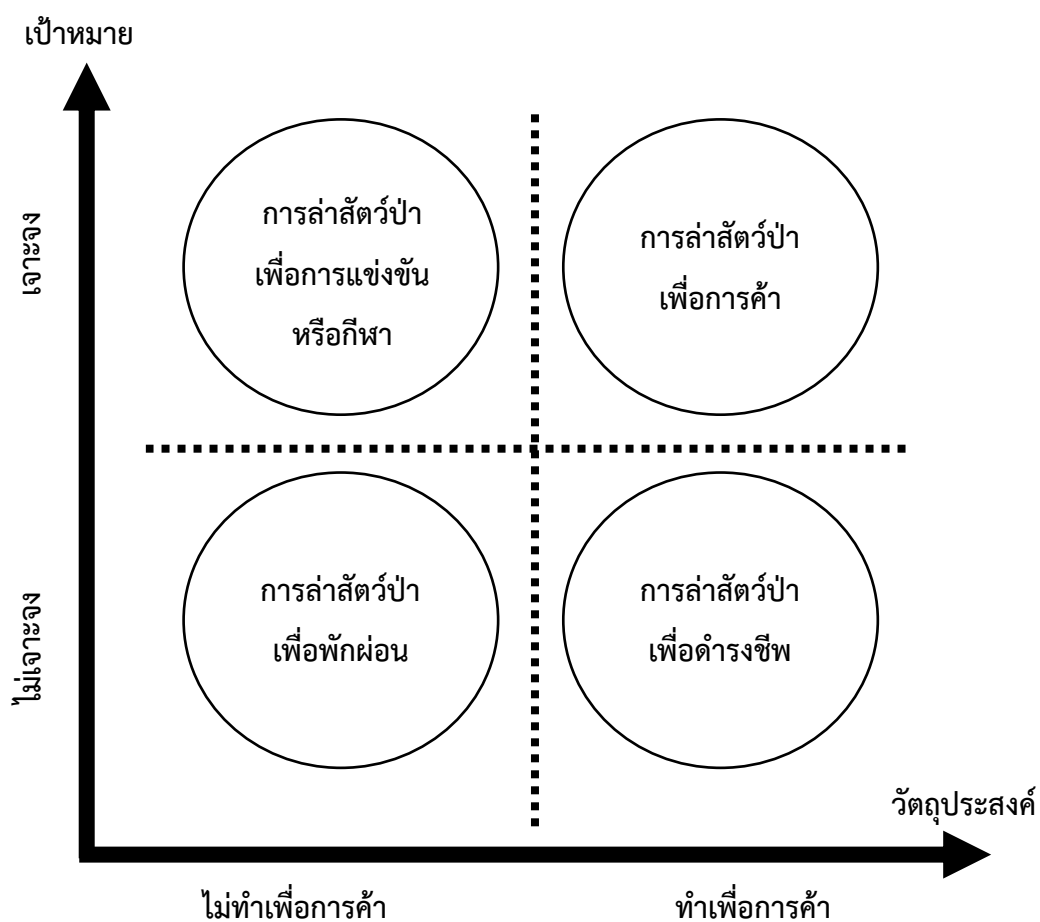 เป้าหมาย
เจาะจง
การล่าสัตว์ป่า
เพื่อการแข่งขัน
หรือกีฬา
การล่าสัตว์ป่า
เพื่อการค้า
ไม่เจาะจง
การล่าสัตว์ป่า
เพื่อพักผ่อน
การล่าสัตว์ป่า
เพื่อดำรงชีพ
วัตถุประสงค์
ไม่ทำเพื่อการค้า
ทำเพื่อการค้า